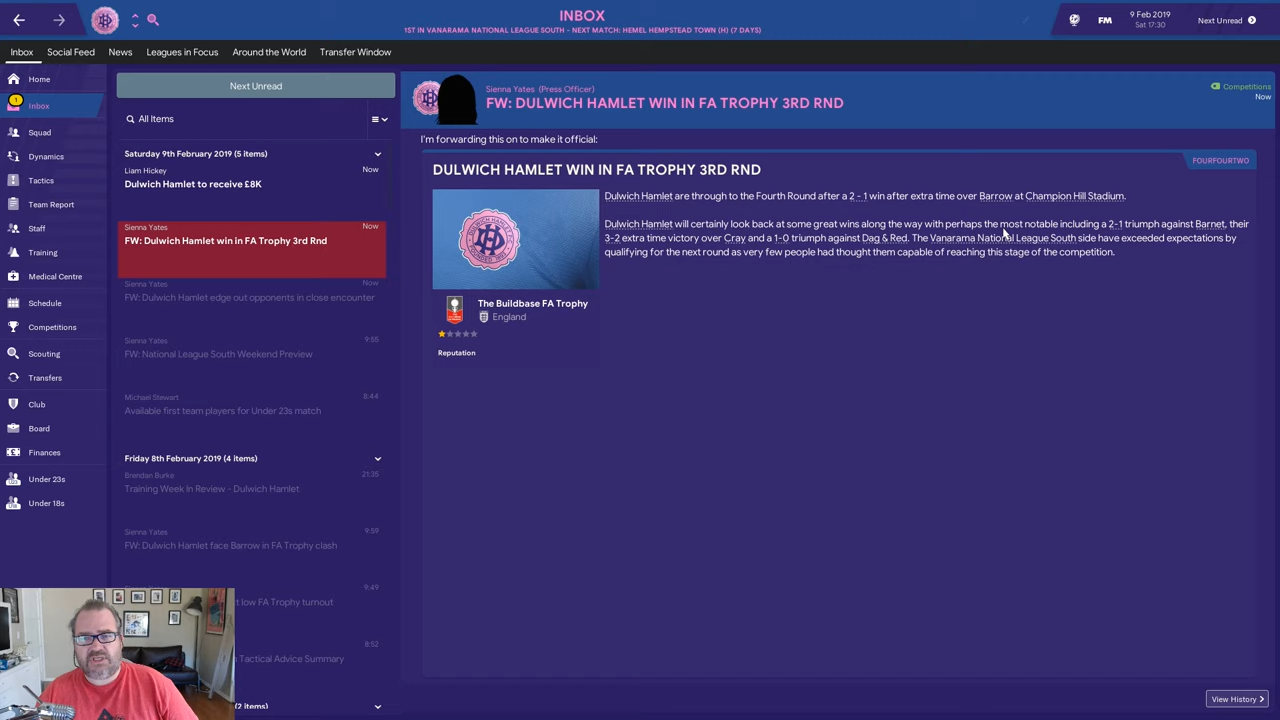 INBOX
1ST IN VANARAMA NATIONAL LEAGUE SOUTH - NEXT MATCH: HEMEL HEMPSTEAD TOWN (H) (7 DAYS)
FM
9 Feb 2019
Sat 17:30
Next Unread
Inbox
Social Feed
News
Leagues in Focus
Around the World
Transfer Window
Home
1
Inbox
Squad
Dynamics
Tactics
Team Report
Staff
Training
Medical Centre
Schedule
Competitions
Scouting
Transfers
Club
Board
Finances
Under 23s
Under 18s
Next Unread
All Items
Saturday 9th February 2019 (5 items)
Liam Hickey
Now
Dulwich Hamlet to receive £8K
Sienna Yates
Now
FW: Dulwich Hamlet win in FA Trophy 3rd Rnd
Sienna Yates
Now
FW: Dulwich Hamlet edge out opponents in close encounter
Sienna Yates
9:55
FW: National League South Weekend Preview
Michael Stewart
8:44
Available first team players for Under 23s match
Friday 8th February 2019 (4 items)
Brendan Burke
21:35
Training Week In Review - Dulwich Hamlet
Sienna Yates
9:59
FW: Dulwich Hamlet face Barrow in FA Trophy clash
9:49
t low FA Trophy turnout
8:52
Tactical Advice Summary
(2 items)
Sienna Yates (Press Officer)
FW: DULWICH HAMLET WIN IN FA TROPHY 3RD RND
Competitions
Now
I'm forwarding this on to make it official:
FOURFOURTWO
DULWICH HAMLET WIN IN FA TROPHY 3RD RND
Dulwich Hamlet are through to the Fourth Round after a 2 - 1 win after extra time over Barrow at Champion Hill Stadium.
Dulwich Hamlet will certainly look back at some great wins along the way with perhaps the most notable including a 2-1 triumph against Barnet, their
3-2 extra time victory over Cray and a 1-0 triumph against Dag & Red. The Vanarama National League South side have exceeded expectations by
qualifying for the next round as very few people had thought them capable of reaching this stage of the competition.
The Buildbase FA Trophy
England
Reputation
View History